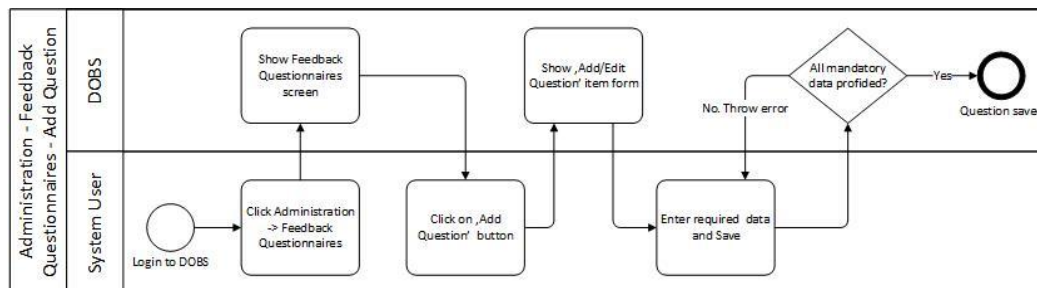 Administration - Feedback
Questionnaires - Add Question
DOBS
System User
Show Feedback
Questionnaires
screen
Show ‚Add/Edit
Question' item form
All mandatory
data profided?
Yes
Question save
No. Throw error
Login to DOBS
Click Administration
-> Feedback
Questionnaires
Click on ‚Add
Question' button
Enter required data
and Save